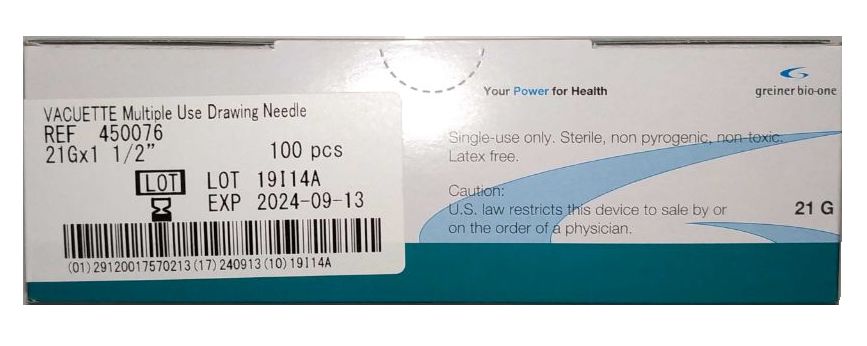 Your Power for Health
greiner bio-one
VACUETTE Multiple Use Drawing Needle
REF 450076
21Gx1 1/2”
100 pcs
LOT LOT 19I14A
EXP 2024-09-13
(01)29120017570213(17)240913(10)19I14A
Single-use only. Sterile, non pyrogenic, non-toxic.
Latex free.
Caution:
U.S. law restricts this device to sale by or
on the order of a physician.
21 G